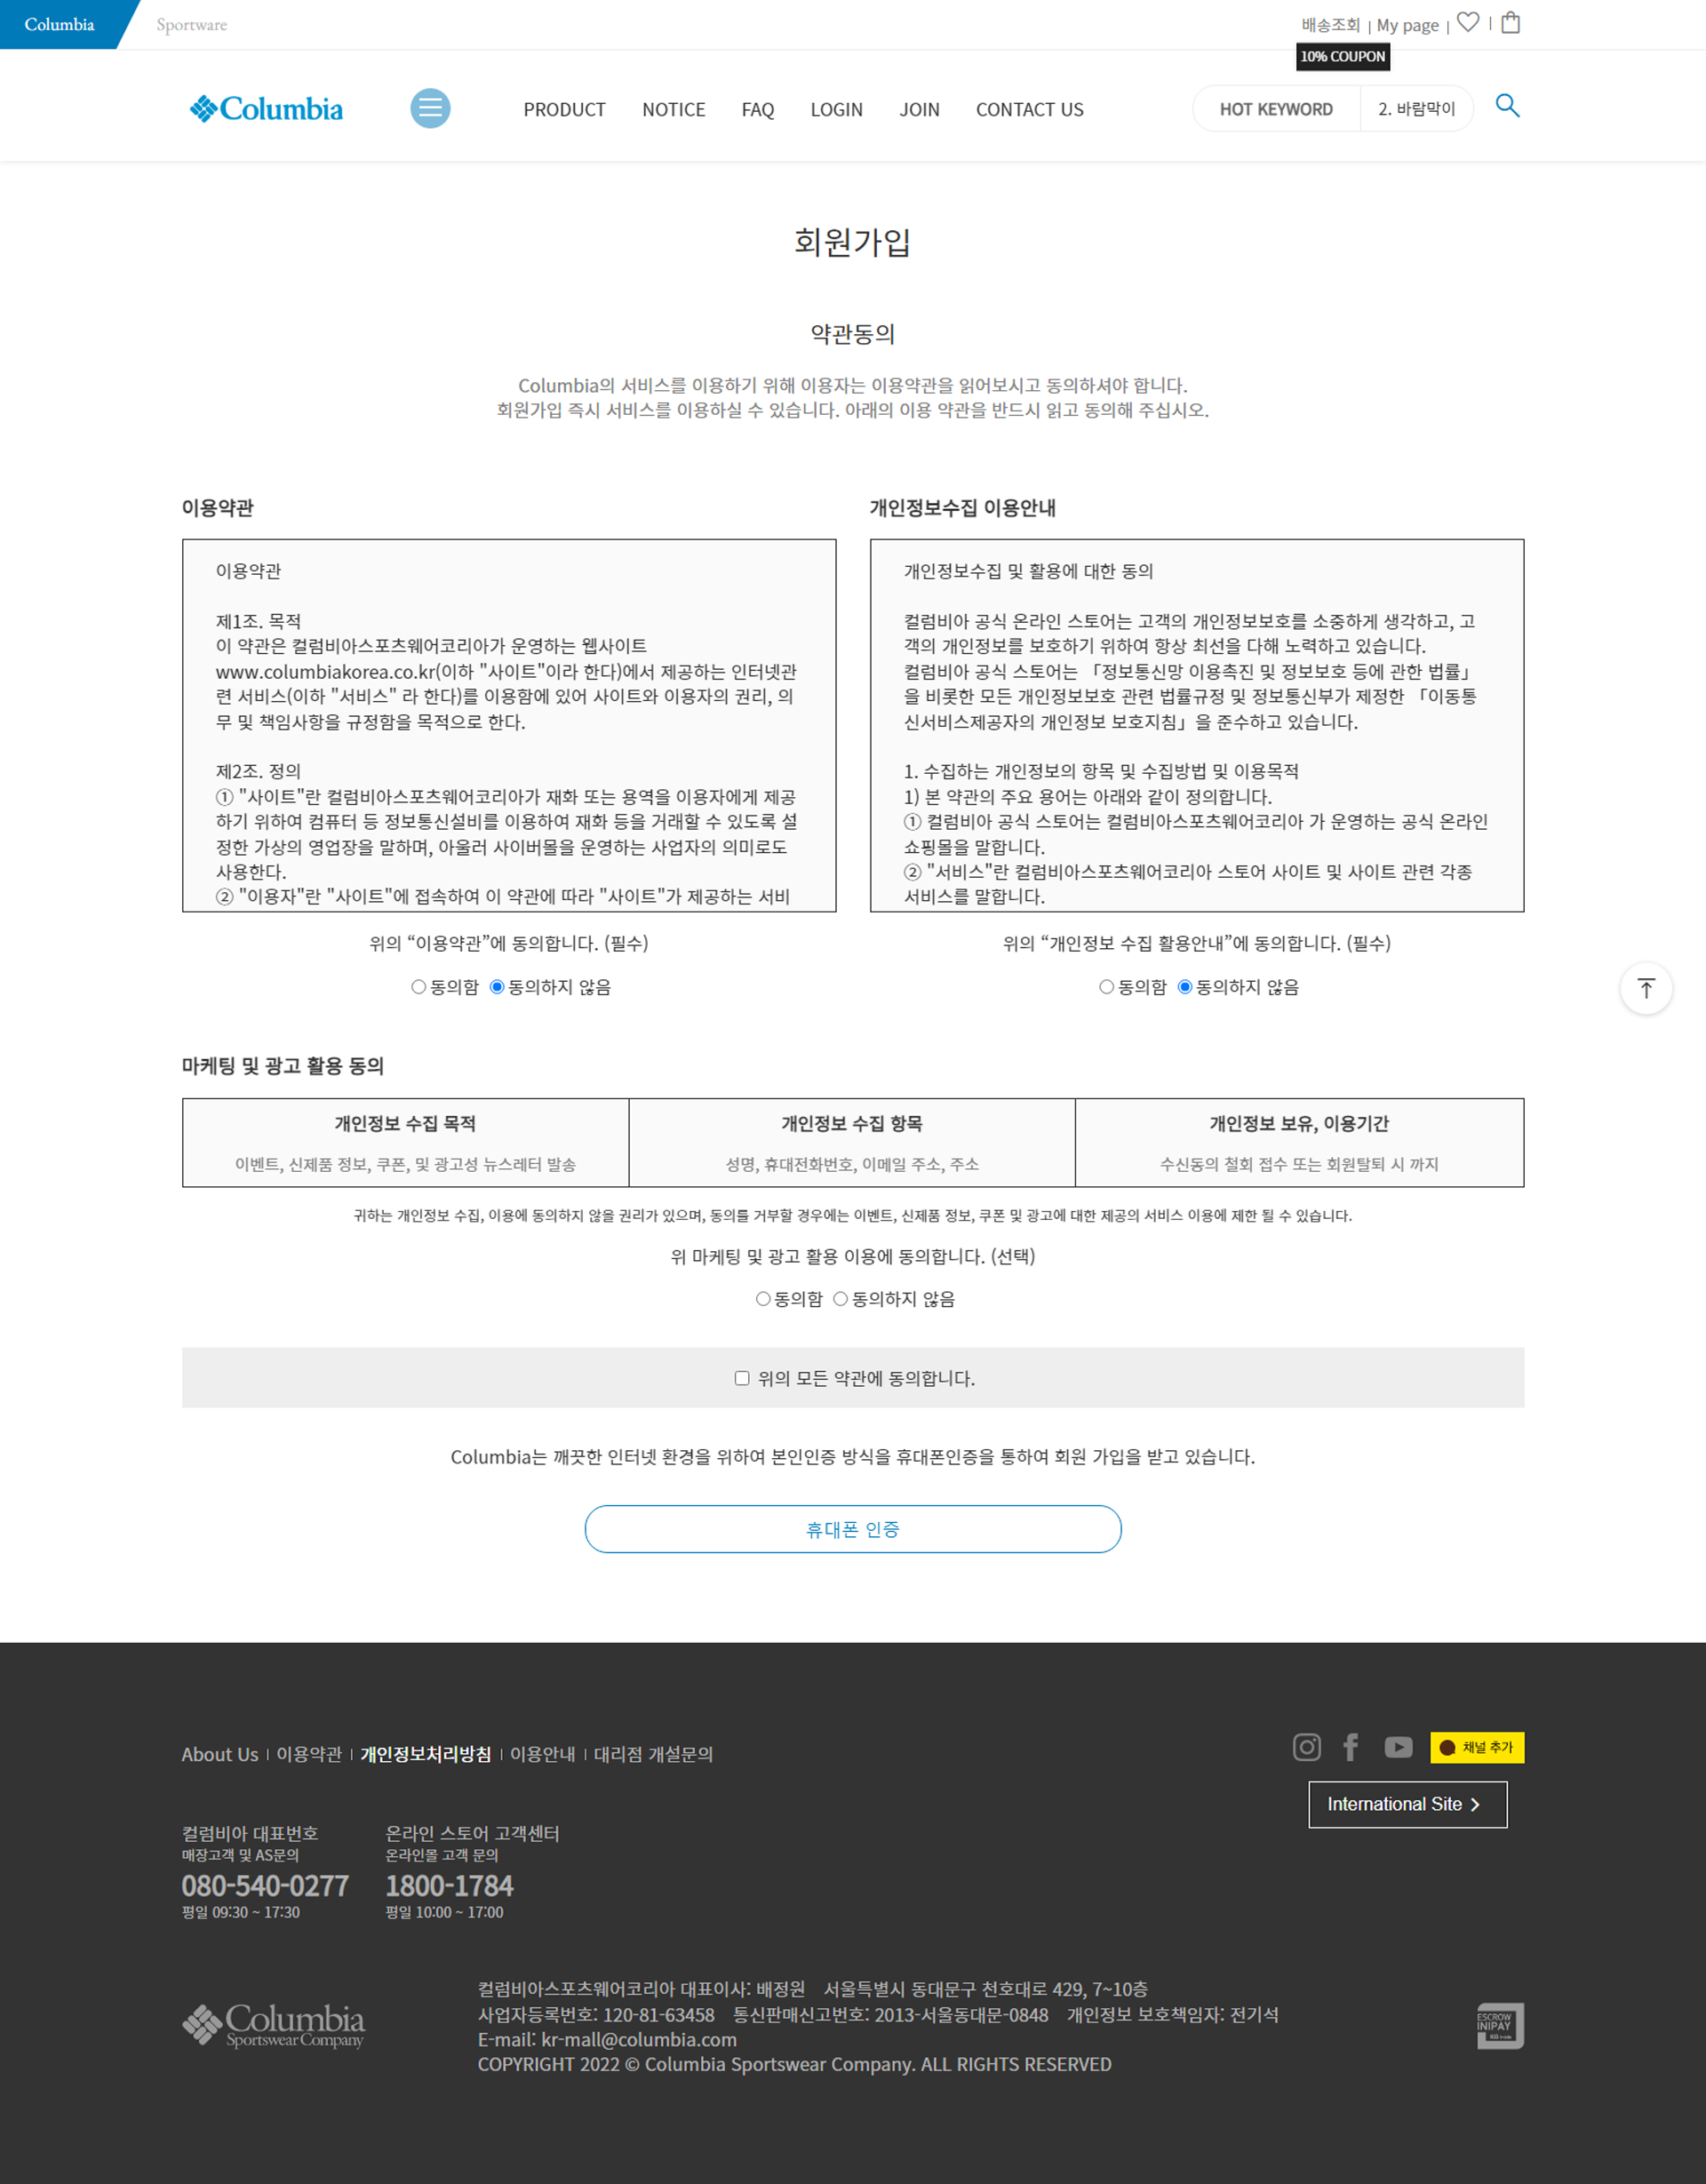 Columbia
Sportware
배송조회 | My page |
10% COUPON
Columbia
PRODUCT NOTICE FAQ LOGIN JOIN CONTACT US
HOT KEYWORD 2. 바람막이
회원가입
약관동의
Columbia의 서비스를 이용하기 위해 이용자는 이용약관을 읽어보시고 동의하셔야 합니다.
회원가입 즉시 서비스를 이용하실 수 있습니다. 아래의 이용 약관을 반드시 읽고 동의해 주십시오.
이용약관
이용약관
제1조. 목적
이 약관은 컬럼비아스포츠웨어코리아가 운영하는 웹사이트
www.columbiakorea.co.kr(이하 "사이트"이라 한다)에서 제공하는 인터넷관
련 서비스(이하 "서비스" 라 한다)를 이용함에 있어 사이트와 이용자의 권리, 의
무 및 책임사항을 규정함을 목적으로 한다.
제2조. 정의
① "사이트"란 컬럼비아스포츠웨어코리아가 재화 또는 용역을 이용자에게 제공
하기 위하여 컴퓨터 등 정보통신설비를 이용하여 재화 등을 거래할 수 있도록 설
정한 가상의 영업장을 말하며, 아울러 사이버몰을 운영하는 사업자의 의미로도
사용한다.
② "이용자"란 "사이트"에 접속하여 이 약관에 따라 "사이트"가 제공하는 서비
위의 “이용약관”에 동의합니다. (필수)
동의함 동의하지 않음
개인정보수집 이용안내
개인정보수집 및 활용에 대한 동의
컬럼비아 공식 온라인 스토어는 고객의 개인정보보호를 소중하게 생각하고, 고
객의 개인정보를 보호하기 위하여 항상 최선을 다해 노력하고 있습니다.
컬럼비아 공식 스토어는 「정보통신망 이용촉진 및 정보보호 등에 관한 법률」
을 비롯한 모든 개인정보보호 관련 법률규정 및 정보통신부가 제정한 「이동통
신서비스제공자의 개인정보 보호지침」을 준수하고 있습니다.
1. 수집하는 개인정보의 항목 및 수집방법 및 이용목적
1) 본 약관의 주요 용어는 아래와 같이 정의합니다.
① 컬럼비아 공식 스토어는 컬럼비아스포츠웨어코리아 가 운영하는 공식 온라인
쇼핑몰을 말합니다.
② "서비스"란 컬럼비아스포츠웨어코리아 스토어 사이트 및 사이트 관련 각종
서비스를 말합니다.
위의 “개인정보 수집 활용안내”에 동의합니다. (필수)
동의함 동의하지 않음
마케팅 및 광고 활용 동의
개인정보 수집 목적
이벤트, 신제품 정보, 쿠폰, 및 광고성 뉴스레터 발송
개인정보 수집 항목
성명, 휴대전화번호, 이메일 주소, 주소
개인정보 보유, 이용기간
수신동의 철회 접수 또는 회원탈퇴 시 까지
귀하는 개인정보 수집, 이용에 동의하지 않을 권리가 있으며, 동의를 거부할 경우에는 이벤트, 신제품 정보, 쿠폰 및 광고에 대한 제공의 서비스 이용에 제한 될 수 있습니다.
위 마케팅 및 광고 활용 이용에 동의합니다. (선택)
동의함 동의하지 않음
위의 모든 약관에 동의합니다.
Columbia는 깨끗한 인터넷 환경을 위하여 본인인증 방식을 휴대폰인증을 통하여 회원 가입을 받고 있습니다.
휴대폰 인증
About Us | 이용약관 | 개인정보처리방침 | 이용안내 | 대리점 개설문의
채널 추가
International Site
컬럼비아 대표번호
매장고객 및 AS문의
080-540-0277
평일 09:30 ~ 17:30
온라인 스토어 고객센터
온라인몰 고객 문의
1800-1784
평일 10:00 ~ 17:00
Columbia
Sportswear Company
컬럼비아스포츠웨어코리아 대표이사: 배정원 서울특별시 동대문구 천호대로 429, 7~10층
사업자등록번호: 120-81-63458 통신판매신고번호: 2013-서울동대문-0848 개인정보 보호책임자: 전기석
E-mail: kr-mall@columbia.com
COPYRIGHT 2022 © Columbia Sportswear Company. ALL RIGHTS RESERVED
ESCROW
INIPAY